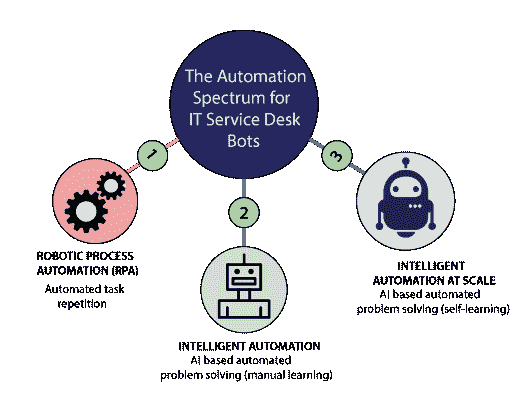 The Automation
Spectrum for
IT Service Desk
Bots
1
ROBOTIC PROCESS
AUTOMATION (RPA)
Automated task
repetition
2
INTELLIGENT AUTOMATION
AI based automated
problem solving (manual learning)
3
INTELLIGENT
AUTOMATION AT SCALE
AI based automated
problem solving (self-learning)